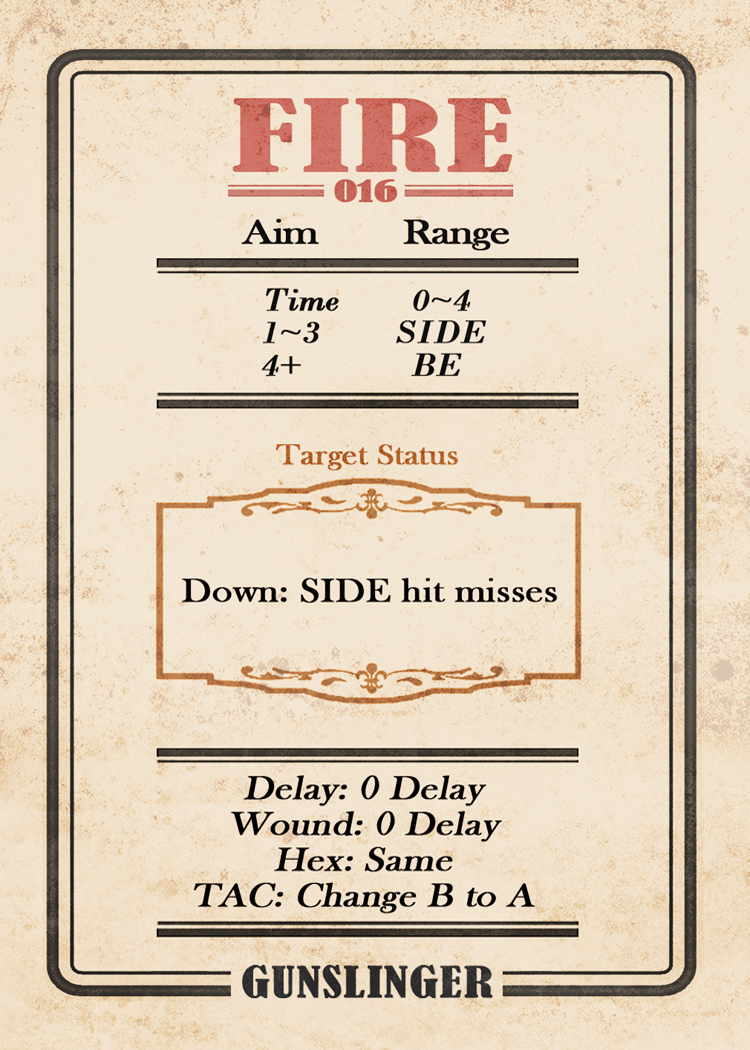 FIRE
016
Aim Range
Time 0~4
1~3 SIDE
4+ BE
Target Status
Down: SIDE hit misses
Delay: 0 Delay
Wound: 0 Delay
Hex: Same
TAC: Change B to A
GUNSLINGER